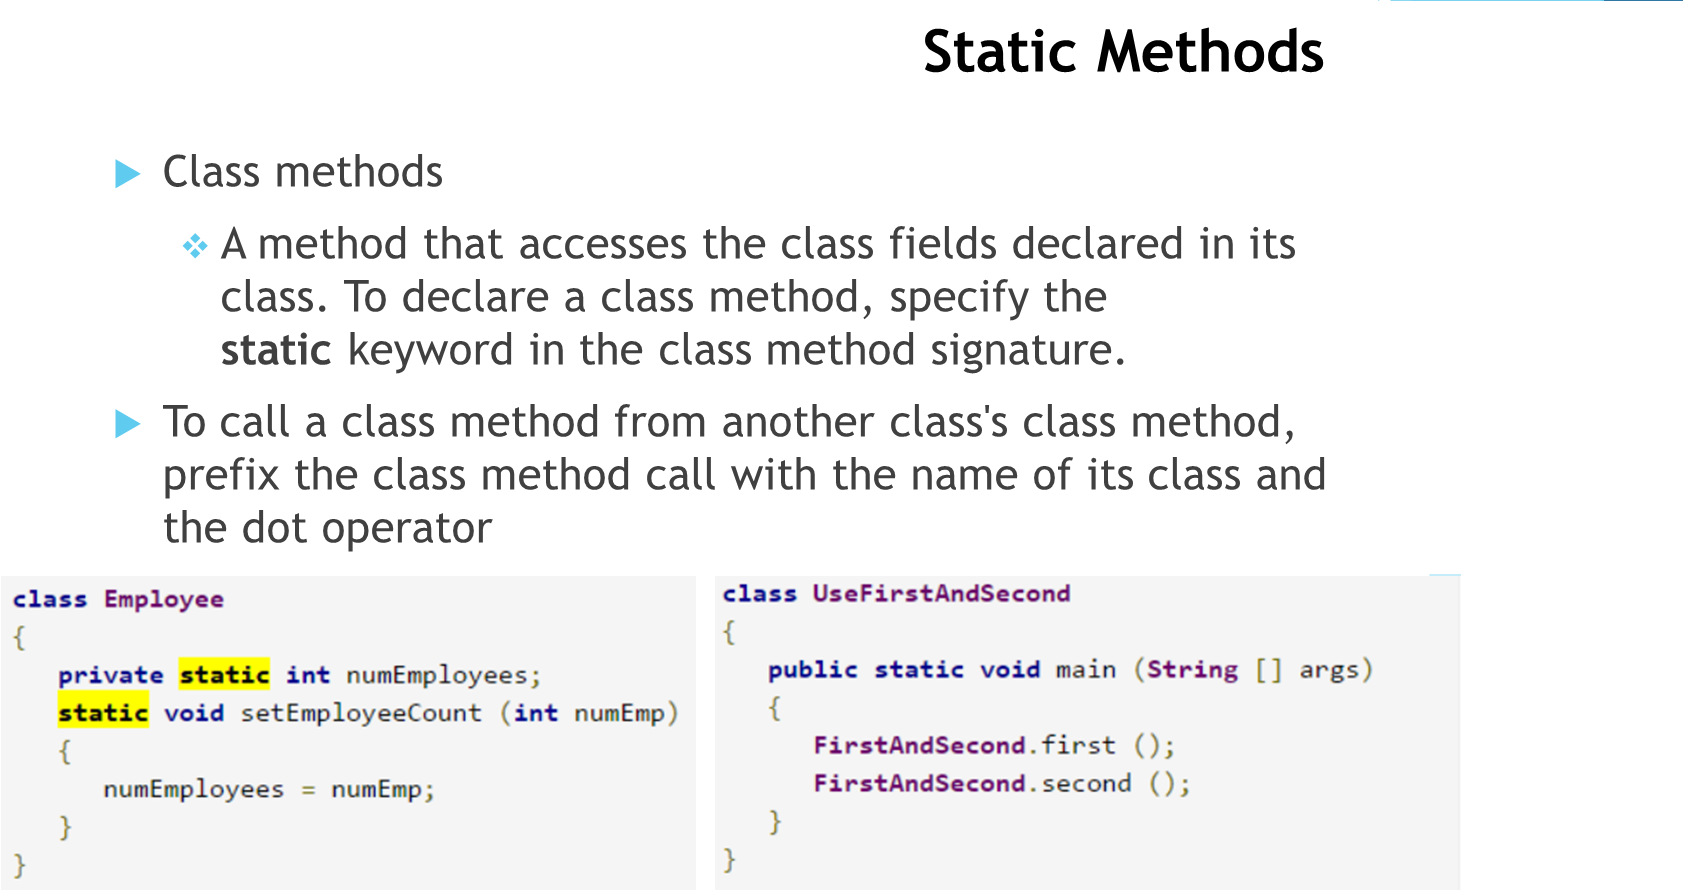 Static Methods
Class methods
A method that accesses the class fields declared in its
class. To declare a class method, specify the
static keyword in the class method signature.
To call a class method from another class's class method,
prefix the class method call with the name of its class and
the dot operator
class Employee
{
private static int numEmployees;
static void setEmployeeCount (int numEmp)
{
numEmployees = numEmp;
}
}
class UseFirstAndSecond
{
public static void main (String [] args)
{
FirstAndSecond.first ();
FirstAndSecond.second ();
}
}